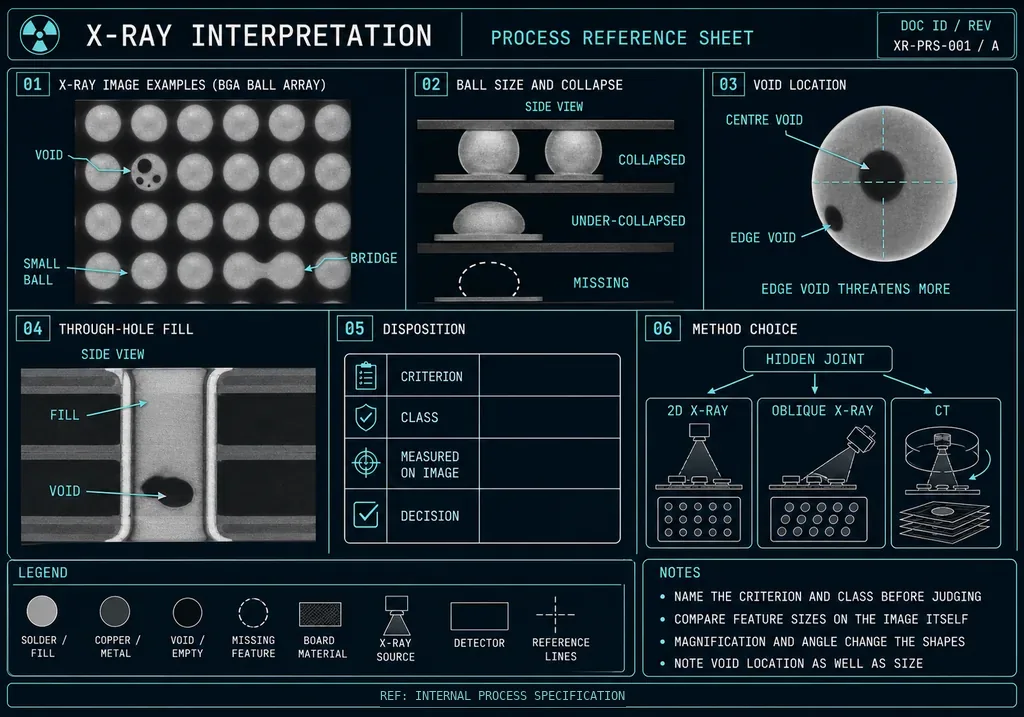 X-RAY INTERPRETATION
PROCESS REFERENCE SHEET
DOC ID / REV
XR-PRS-001 / A
01
X-RAY IMAGE EXAMPLES (BGA BALL ARRAY)
VOID
SMALL
BALL
BRIDGE
02
BALL SIZE AND COLLAPSE
SIDE VIEW
COLLAPSED
UNDER-COLLAPSED
MISSING
03
VOID LOCATION
CENTRE VOID
EDGE VOID
EDGE VOID THREATENS MORE
04
THROUGH-HOLE FILL
SIDE VIEW
FILL
VOID
05
DISPOSITION
CRITERION
CLASS
MEASURED
ON IMAGE
DECISION
06
METHOD CHOICE
HIDDEN JOINT
2D X-RAY
OBLIQUE X-RAY
CT
LEGEND
SOLDER /
FILL
COPPER /
METAL
VOID /
EMPTY
MISSING
FEATURE
BOARD
MATERIAL
X-RAY
SOURCE
DETECTOR
REFERENCE
LINES
NOTES
• NAME THE CRITERION AND CLASS BEFORE JUDGING
• COMPARE FEATURE SIZES ON THE IMAGE ITSELF
• MAGNIFICATION AND ANGLE CHANGE THE SHAPES
• NOTE VOID LOCATION AS WELL AS SIZE
REF: INTERNAL PROCESS SPECIFICATION